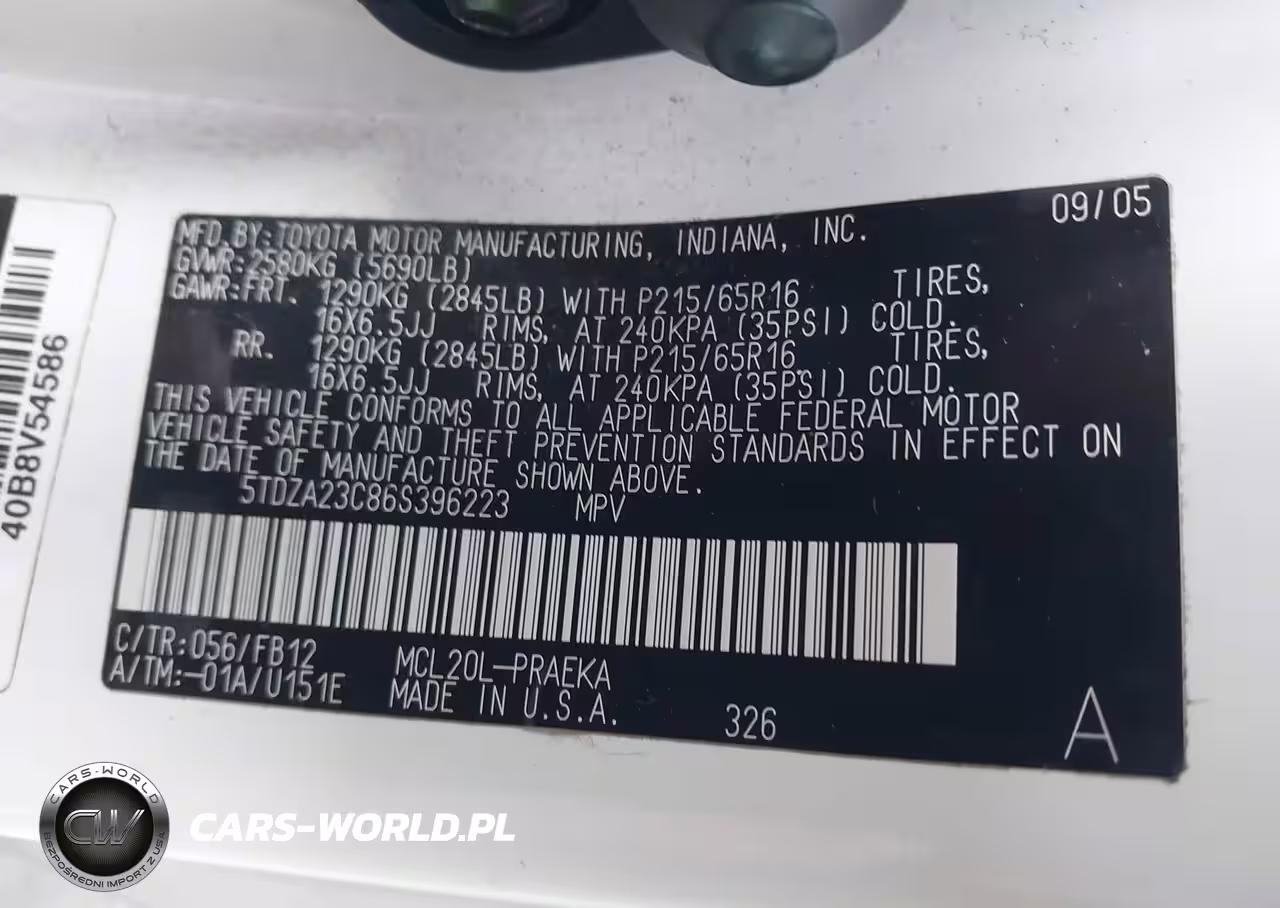 09/05
MFD.BY:TOYOTA MOTOR MANUFACTURING, INDIANA, INC.
GVWR:2580KG (5690LB)
GAWR:FRT. 1290KG (2845LB) WITH P215/65R16 TIRES,
16X6.5JJ RIMS, AT 240KPA (35PSI) COLD.
RR. 1290KG (2845LB) WITH P215/65R16 TIRES,
16X6.5JJ RIMS, AT 240KPA (35PSI) COLD.
THIS VEHICLE CONFORMS TO ALL APPLICABLE FEDERAL MOTOR
VEHICLE SAFETY AND THEFT PREVENTION STANDARDS IN EFFECT ON
THE DATE OF MANUFACTURE SHOWN ABOVE.
5TDZA23C86S396223 MPV
C/TR:056/FB12 MCL20L-PRAEKA
A/TM:-01A/U151E MADE IN U.S.A. 326 A
40B8V54586
CARS-WORLD
CW
BEZPOŚREDNI IMPORT Z USA
CARS-WORLD.PL